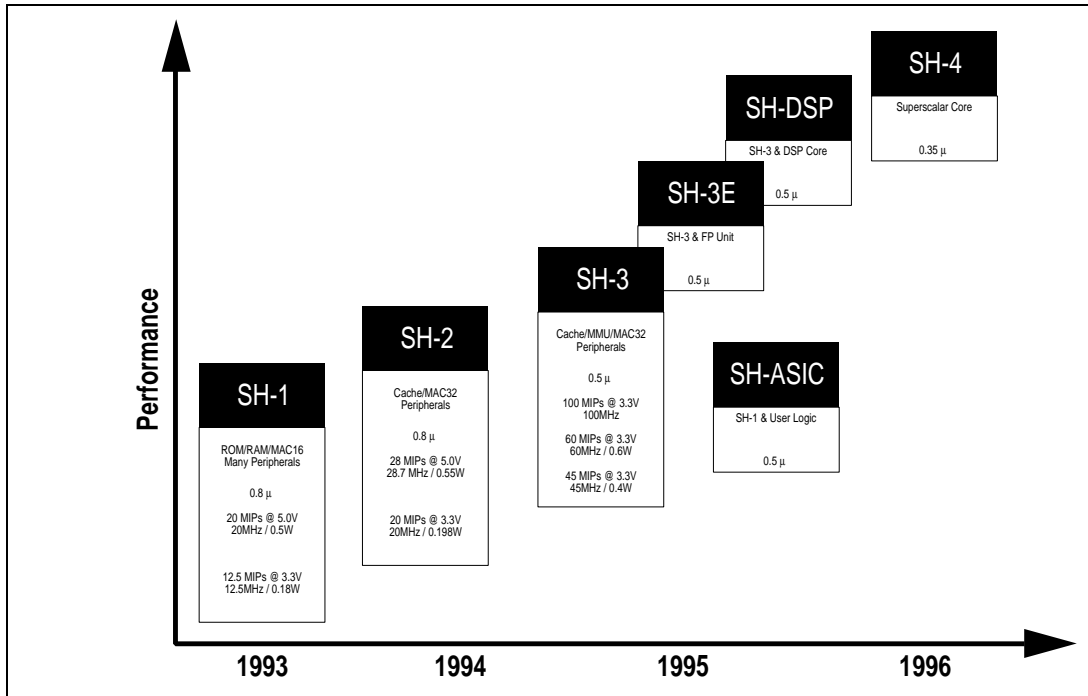 SH-4
Superscalar Core
0.35 μ
SH-DSP
SH-3 & DSP Core
0.5 μ
SH-3E
SH-3 & FP Unit
0.5 μ
SH-3
Cache/MMU/MAC32
Peripherals
0.5 μ
100 MIPs @ 3.3V
100MHz
60 MIPs @ 3.3V
60MHz / 0.6W
45 MIPs @ 3.3V
45MHz / 0.4W
SH-2
Cache/MAC32
Peripherals
0.8 μ
28 MIPs @ 5.0V
28.7 MHz / 0.55W
20 MIPs @ 3.3V
20MHz / 0.198W
SH-ASIC
SH-1 & User Logic
0.5 μ
SH-1
ROM/RAM/MAC16
Many Peripherals
0.8 μ
20 MIPs @ 5.0V
20MHz / 0.5W
12.5 MIPs @ 3.3V
12.5MHz / 0.18W
Performance
1993
1994
1995
1996